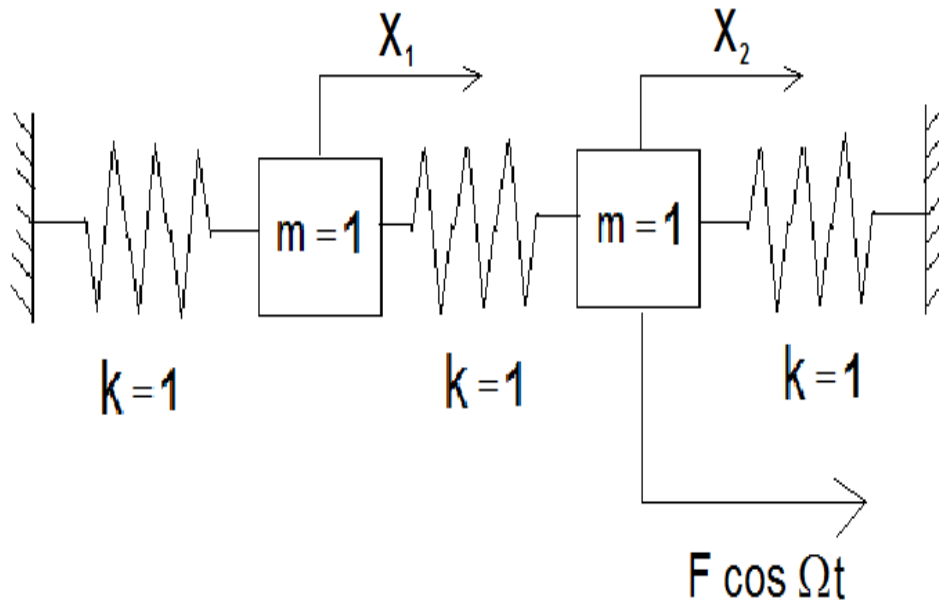 X₁ X₂
m = 1 m = 1
k = 1 k = 1 k = 1
F cos Ωt